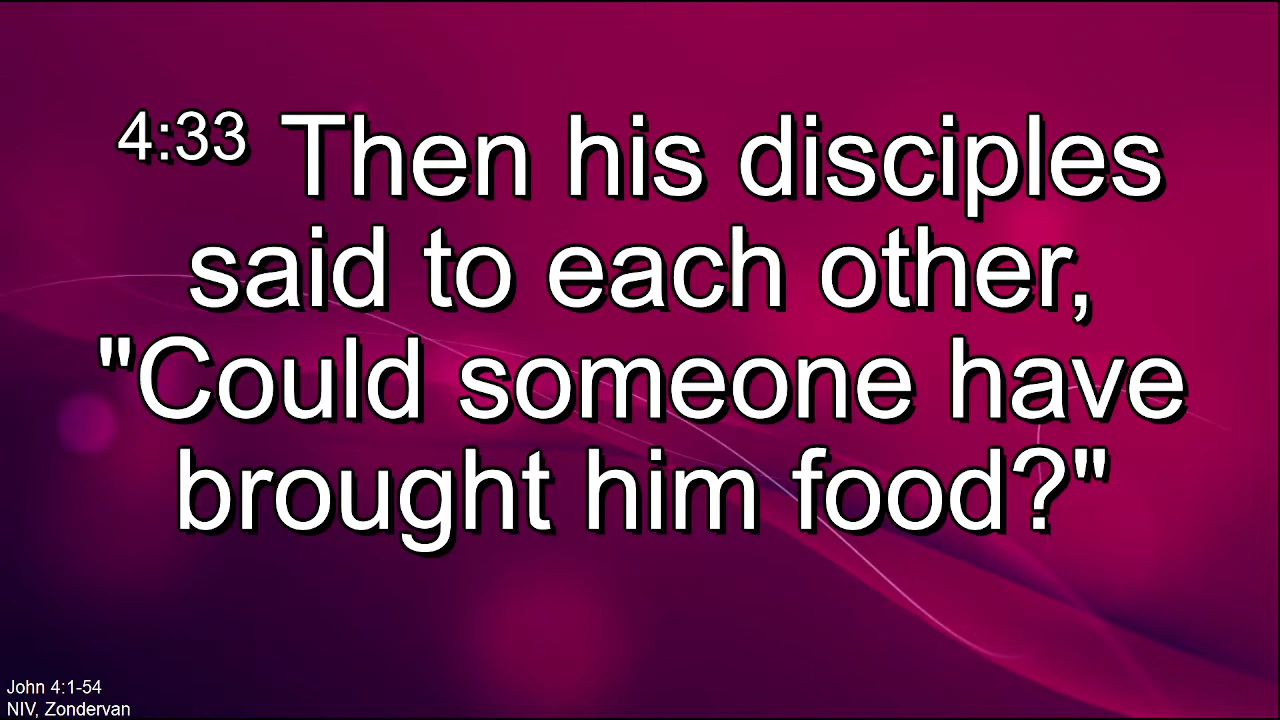 4:33 Then his disciples
said to each other,
"Could someone have
brought him food?"
John 4:1-54
NIV, Zondervan